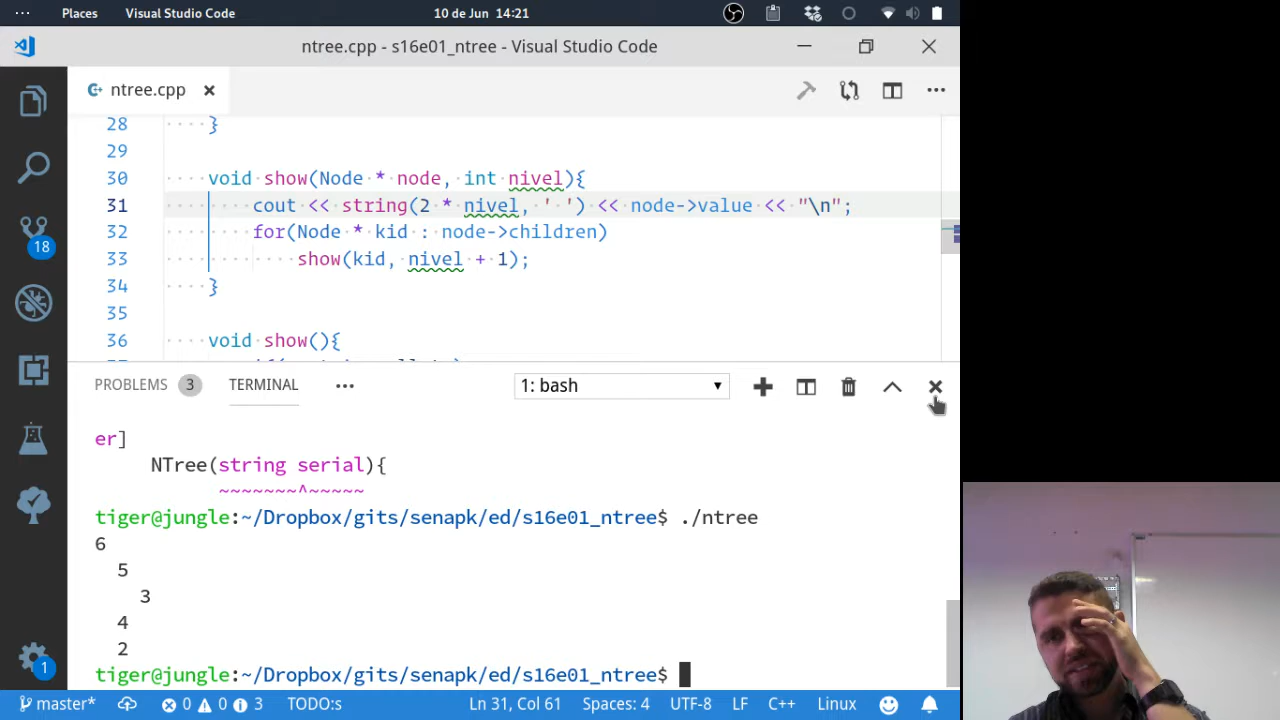 Places Visual Studio Code 10 de Jun 14:21
ntree.cpp - s16e01_ntree - Visual Studio Code
ntree.cpp
28 }
29
30 void show(Node * node, int nivel){
31 cout << string(2 * nivel, ' ') << node->value << "\n";
32 for(Node * kid : node->children)
33 show(kid, nivel + 1);
34 }
35
36 void show(){
18
PROBLEMS 3 TERMINAL 1: bash
er]
NTree(string serial){
~~~~~~~^~~~~~
tiger@jungle:~/Dropbox/gits/senapk/ed/s16e01_ntree$ ./ntree
6
5
3
4
2
tiger@jungle:~/Dropbox/gits/senapk/ed/s16e01_ntree$
1
master* 0 0 3 TODO:s Ln 31, Col 61 Spaces: 4 UTF-8 LF C++ Linux